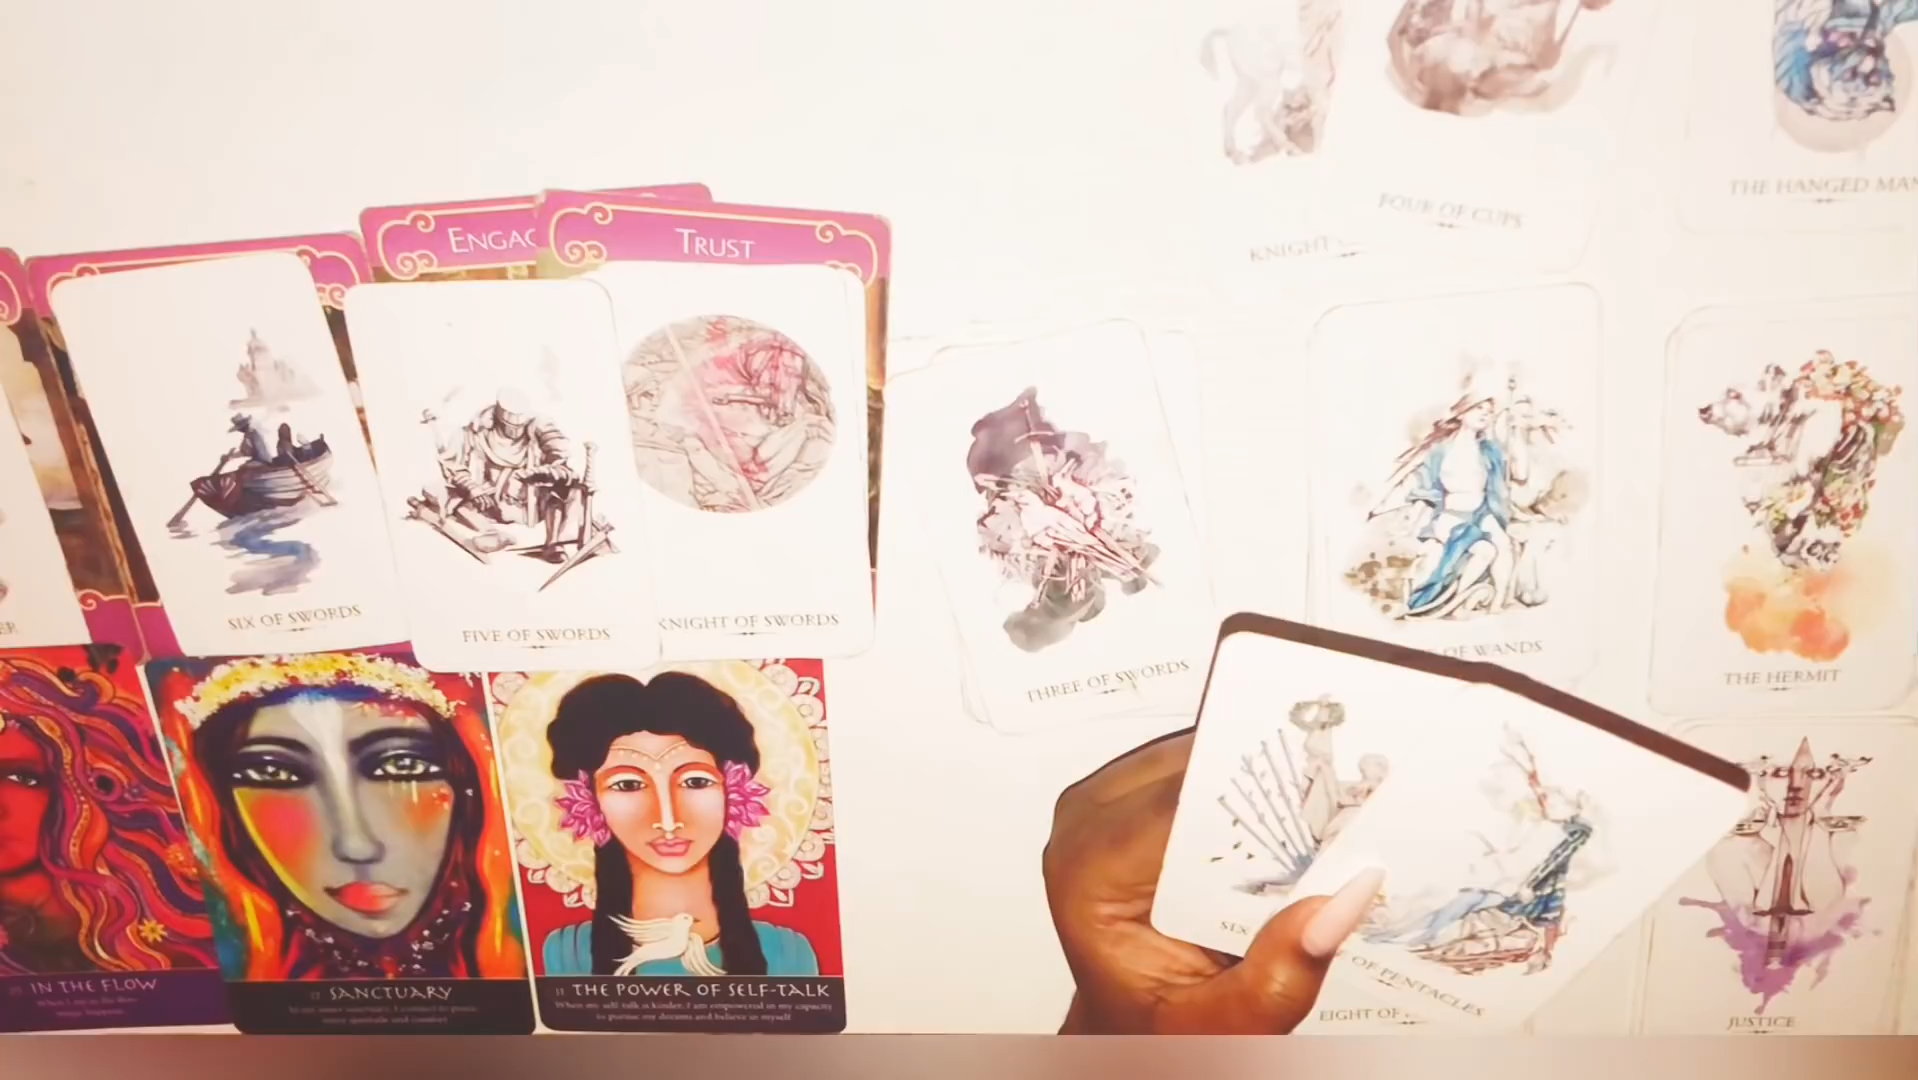 FOUR OF CUPS
THE HANGED MAN
KNIGHT
ENGAG
TRUST
ER
SIX OF SWORDS
FIVE OF SWORDS
KNIGHT OF SWORDS
THREE OF SWORDS
OF WANDS
THE HERMIT
IN THE FLOW
SANCTUARY
11 THE POWER OF SELF-TALK
When my self-talk is kinder, I am empowered in my capacity
to pursue my dreams and believe in myself
SIX
OF PENTACLES
EIGHT OF
JUSTICE